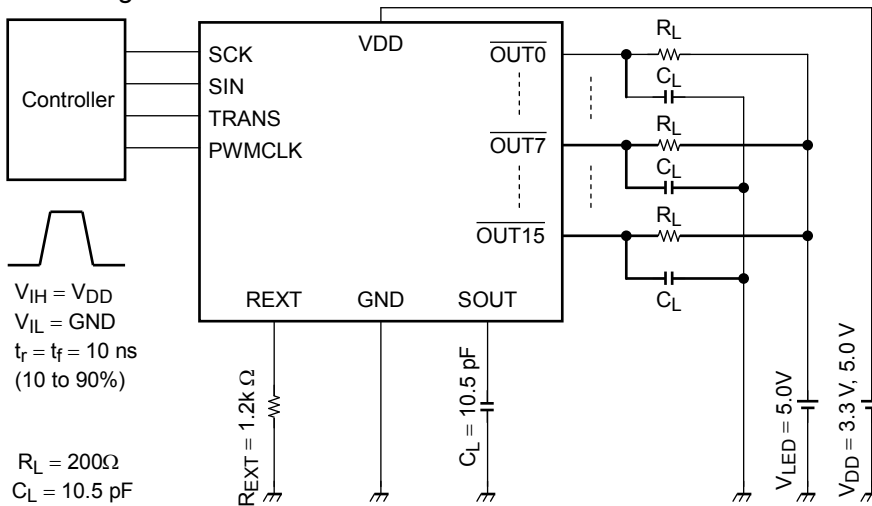 Controller
SCK
SIN
TRANS
PWMCLK
VDD
OUT0
OUT7
OUT15
REXT
GND
SOUT
RL
CL
RL
CL
RL
CL
VIH = VDD
VIL = GND
tr = tf = 10 ns
(10 to 90%)
RL = 200Ω
CL = 10.5 pF
REXT = 1.2k Ω
CL = 10.5 pF
VLED = 5.0V
VDD = 3.3 V, 5.0 V